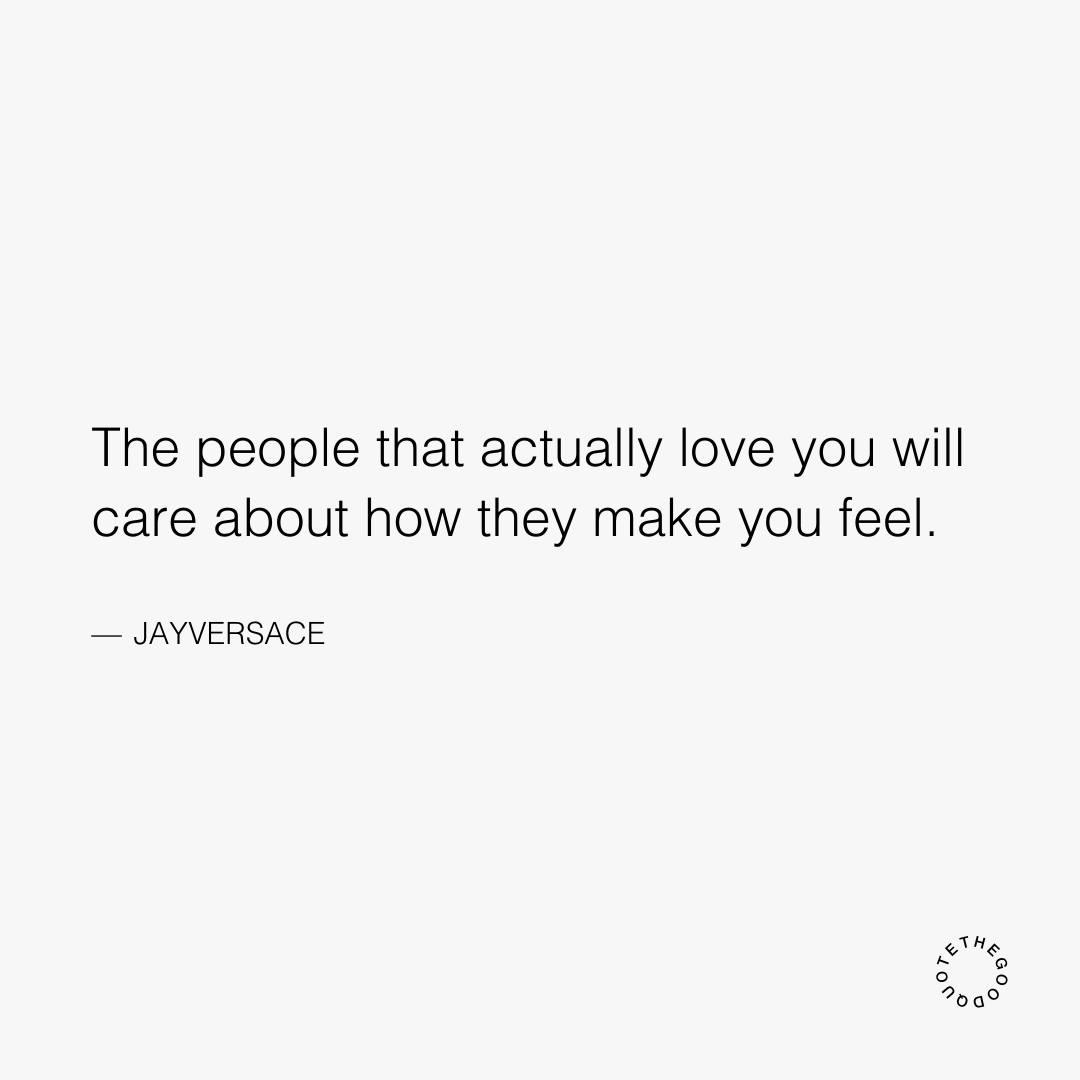 The people that actually love you will
care about how they make you feel.
— JAYVERSACE
THEGOODQUOTE